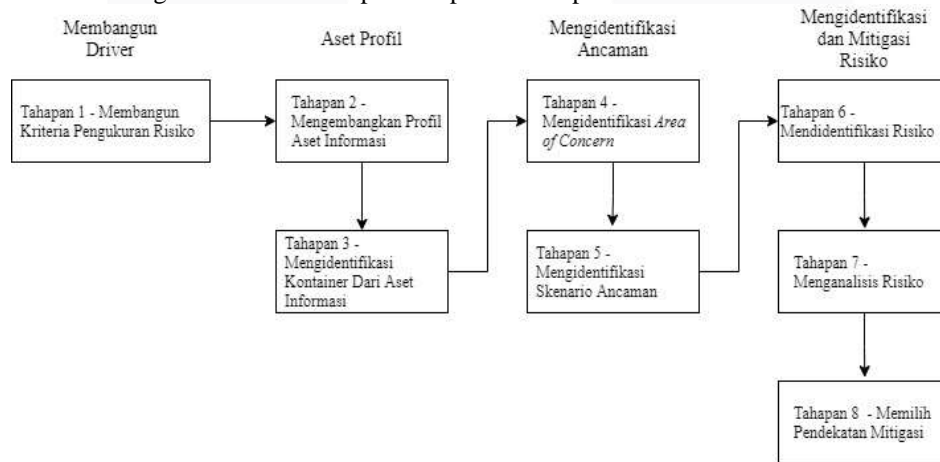 Membangun
Driver
Aset Profil
Mengidentifikasi
Ancaman
Mengidentifikasi
dan Mitigasi
Risiko
Tahapan 1 - Membangun
Kriteria Pengukuran Risiko
Tahapan 2 -
Mengembangkan Profil
Aset Informasi
Tahapan 3 -
Mengidentifikasi
Kontainer Dari Aset
Informasi
Tahapan 4 -
Mengidentifikasi Area
of Concern
Tahapan 5 -
Mengidentifikasi
Skenario Ancaman
Tahapan 6 -
Mendidentifikasi Risiko
Tahapan 7 -
Menganalisis Risiko
Tahapan 8 - Memilih
Pendekatan Mitigasi